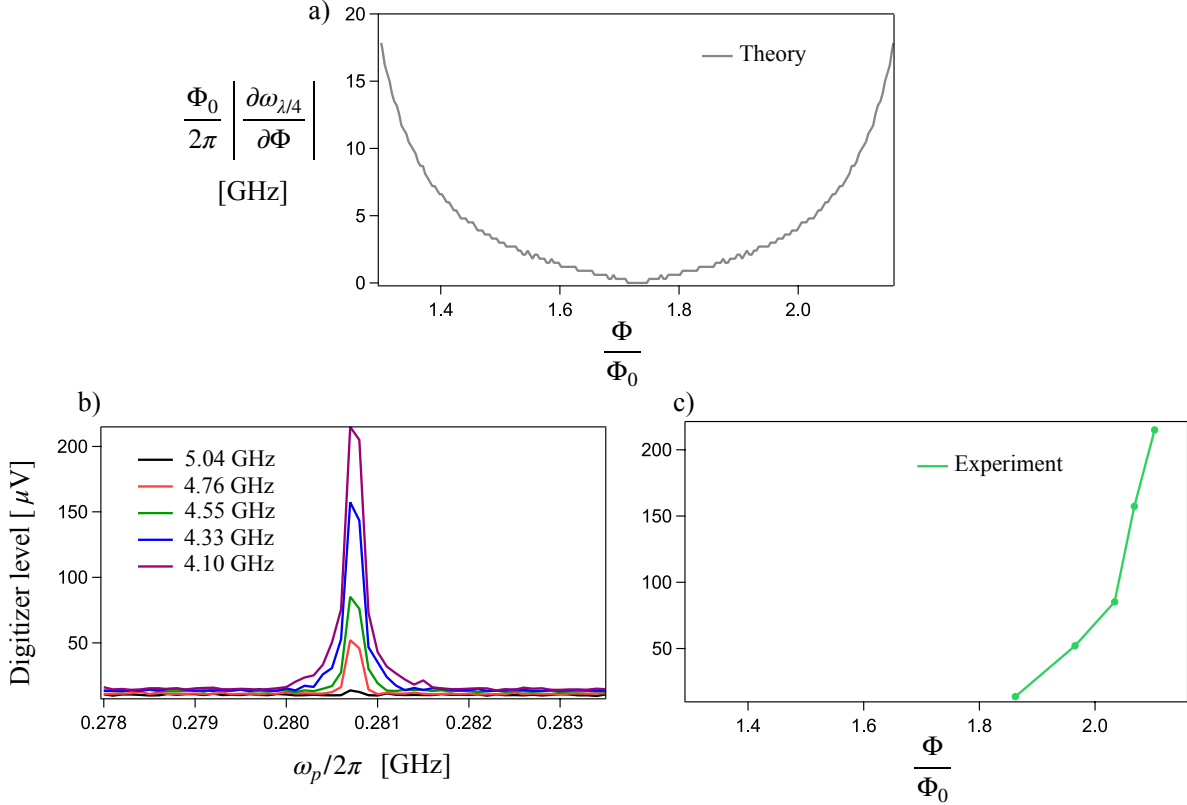 a)
20
15
10
5
0
Φ₀
2π
| ∂ω_{λ/4}
∂Φ |
[GHz]
Theory
1.4
1.6
1.8
2.0
Φ
Φ₀
b)
200
150
100
50
Digitizer level [ μV]
5.04 GHz
4.76 GHz
4.55 GHz
4.33 GHz
4.10 GHz
0.278
0.279
0.280
0.281
0.282
0.283
ω_p/2π [GHz]
c)
200
150
100
50
Experiment
1.4
1.6
1.8
2.0
Φ
Φ₀